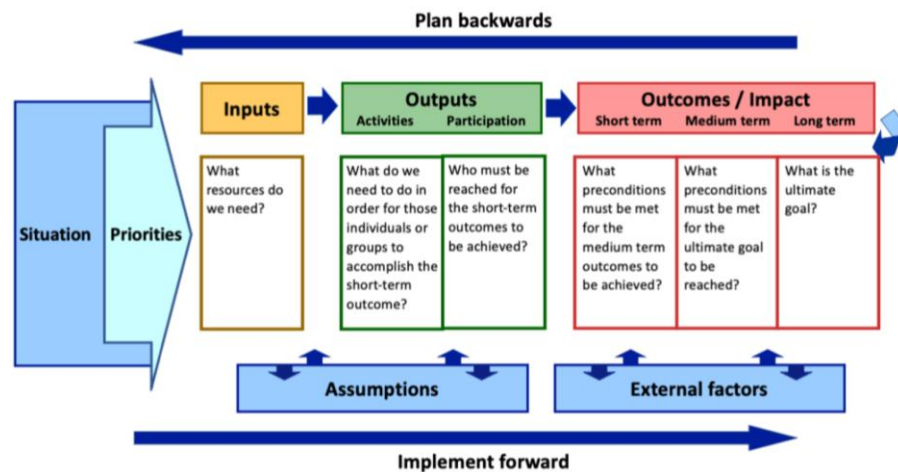 Plan backwards
Inputs
Outputs
Activities Participation
Outcomes / Impact
Short term Medium term Long term
Situation
Priorities
What
resources do
we need?
What do we
need to do in
order for those
individuals or
groups to
accomplish the
short-term
outcome?
Who must be
reached for
the short-term
outcomes to
be achieved?
What
preconditions
must be met
for the
medium term
outcomes to
be achieved?
What
preconditions
must be met
for the
ultimate goal
to be
reached?
What is the
ultimate
goal?
Assumptions
External factors
Implement forward